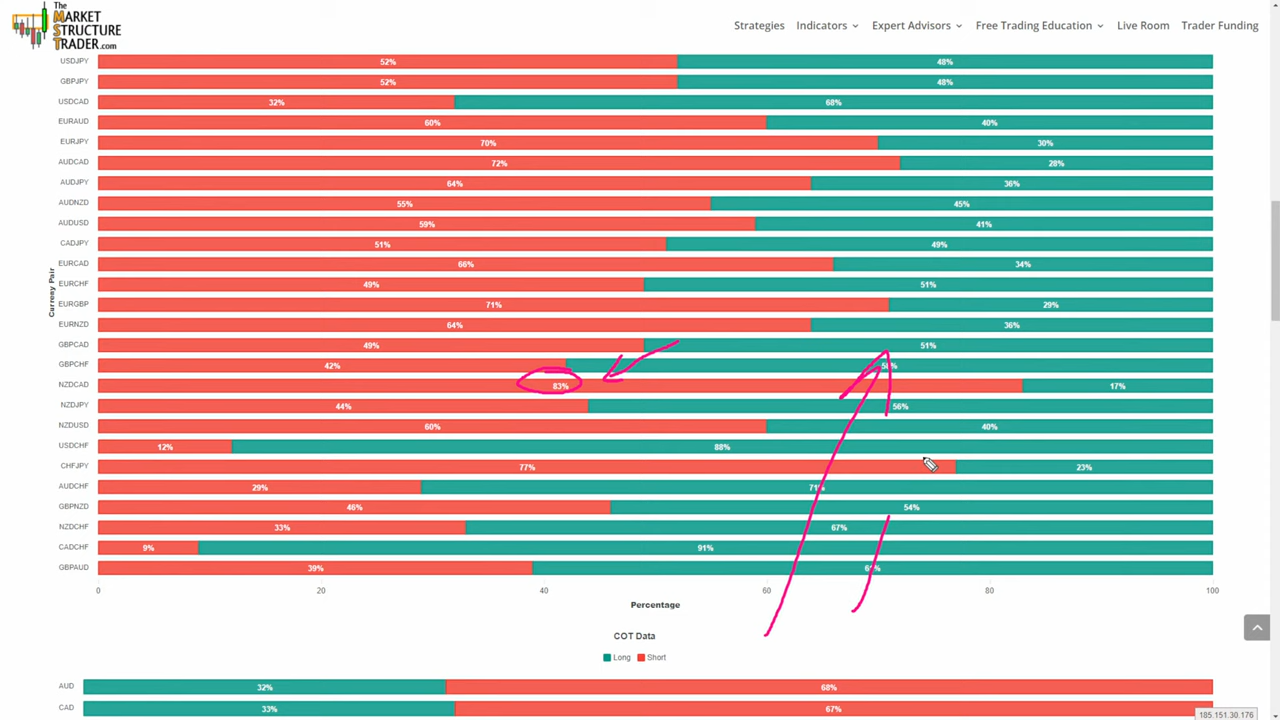 The
MARKET
STRUCTURE
TRADER.com
Strategies Indicators Expert Advisors Free Trading Education Live Room Trader Funding
USDJPY 52% 48%
GBPJPY 52% 48%
USDCAD 32% 68%
EURAUD 60% 40%
EURJPY 70% 30%
AUDCAD 72% 28%
AUDJPY 64% 36%
AUDNZD 55% 45%
AUDUSD 59% 41%
CADJPY 51% 49%
EURCAD 66% 34%
EURCHF 49% 51%
EURGBP 71% 29%
EURNZD 64% 36%
GBPCAD 49% 51%
GBPCHF 42%
NZDCAD 83% 17%
NZDJPY 44% 56%
NZDUSD 60% 40%
USDCHF 12% 88%
CHFJPY 77% 23%
AUDCHF 29% 71%
GBPNZD 46% 54%
NZDCHF 33% 67%
CADCHF 9% 91%
GBPAUD 39%
Currency Pair
0 20 40 60 80 100
Percentage
COT Data
Long Short
AUD 32% 68%
CAD 33% 67%
185.151.30.176